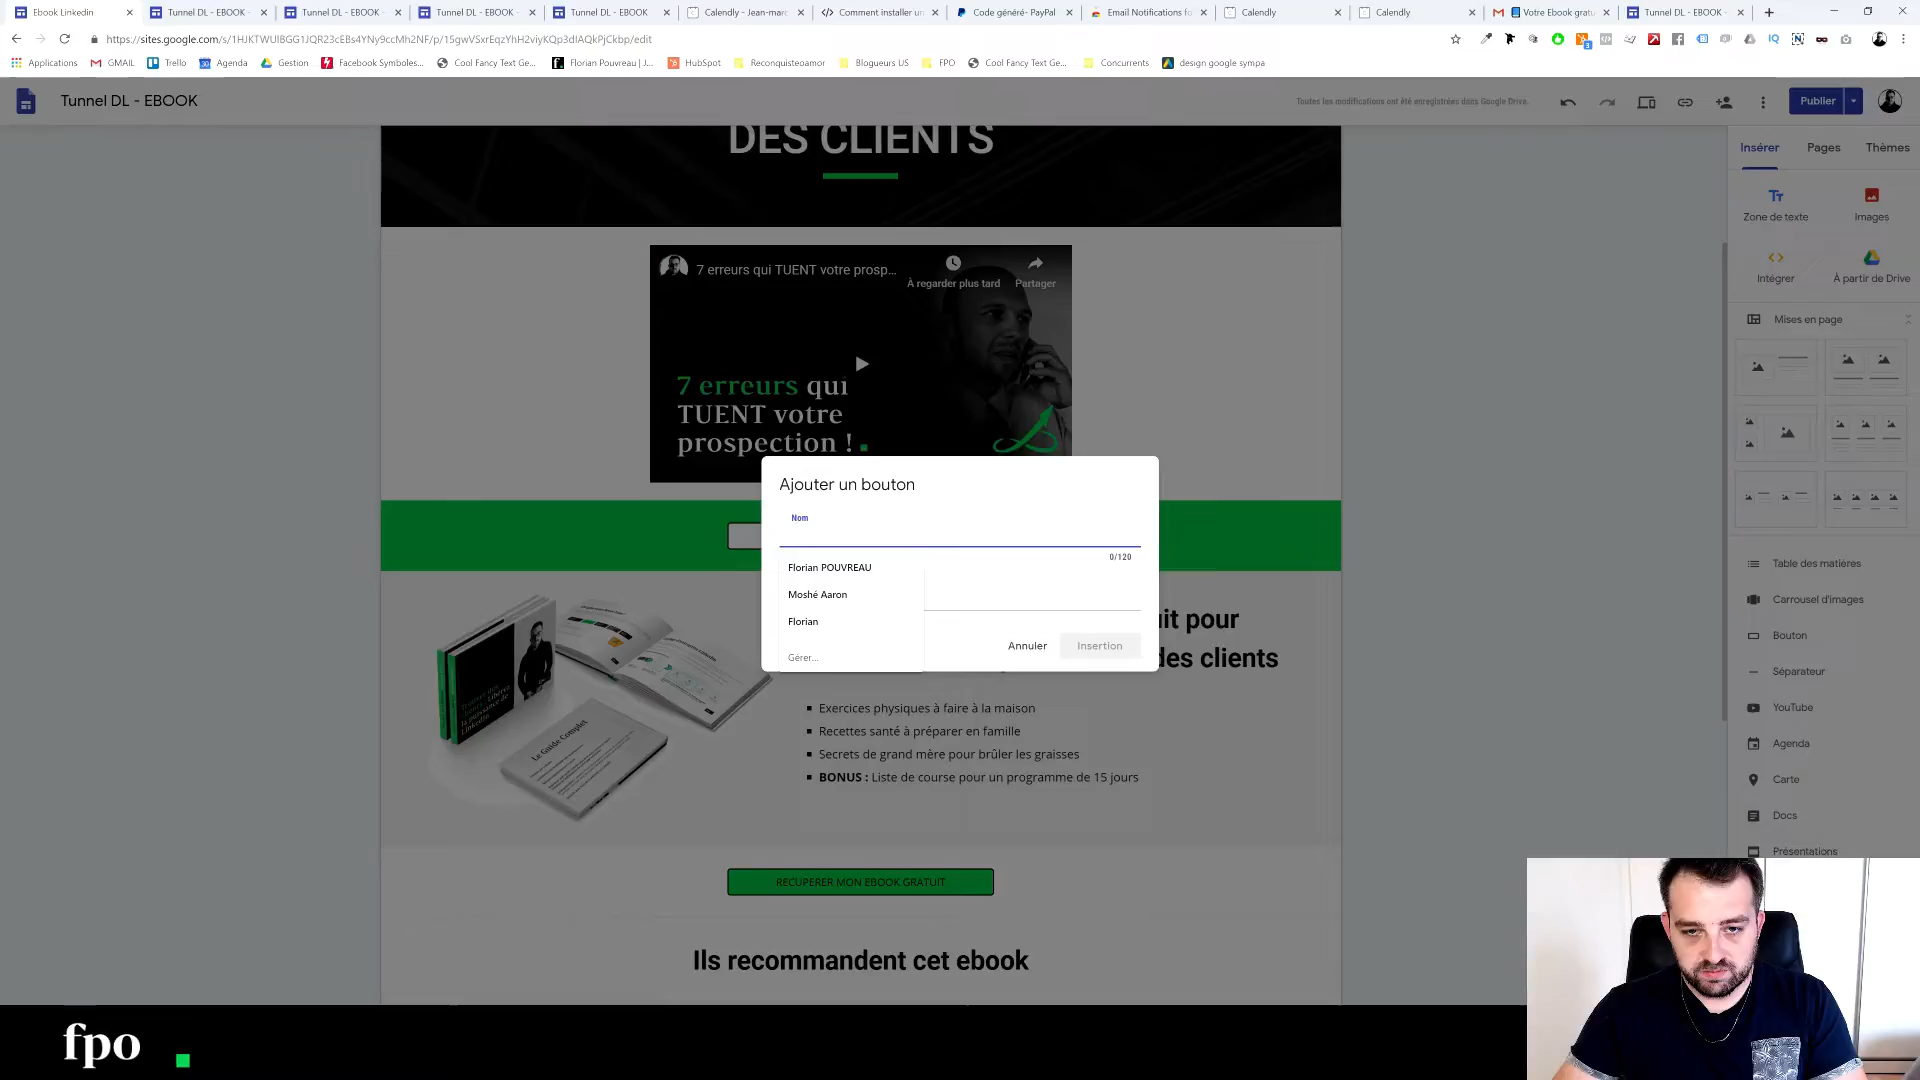 Ebook Linkedin
Tunnel DL - EBOOK -
Tunnel DL - EBOOK -
Tunnel DL - EBOOK -
Tunnel DL - EBOOK
Calendly - Jean-marc
Comment installer un
Code généré- PayPal
Email Notifications fo
Calendly
Calendly
Votre Ebook gratu
Tunnel DL - EBOOK -
https://sites.google.com/s/1HJKTWUlBGG1JQR23cEBs4YNy9ccMh2NF/p/15gwVSxrEqzYhH2viyKQp3dIAQkPjCkbp/edit
Applications
GMAIL
Trello
Agenda
Gestion
Facebook Symboles...
Cool Fancy Text Ge...
Florian Pouvreau | J...
HubSpot
Reconquisteoamor
Blogueurs US
FPO
Cool Fancy Text Ge...
Concurrents
design google sympa
Tunnel DL - EBOOK
Toutes les modifications ont été enregistrées dans Google Drive.
Publier
DES CLIENTS
Insérer
Pages
Thèmes
Zone de texte
Images
Intégrer
À partir de Drive
Mises en page
7 erreurs qui TUENT votre prosp...
À regarder plus tard
Partager
7 erreurs qui
TUENT votre
prospection !
Ajouter un bouton
Nom
0/120
Florian POUVREAU
Moshé Aaron
Florian
Gérer...
Annuler
Insertion
it pour
des clients
Libérez
la puissance de
Linkedin
Le Guide Complet
Exercices physiques à faire à la maison
Recettes santé à préparer en famille
Secrets de grand mère pour brûler les graisses
BONUS : Liste de course pour un programme de 15 jours
RECUPERER MON EBOOK GRATUIT
Ils recommandent cet ebook
Table des matières
Carrousel d'images
Bouton
Séparateur
YouTube
Agenda
Carte
Docs
Présentations
fpo